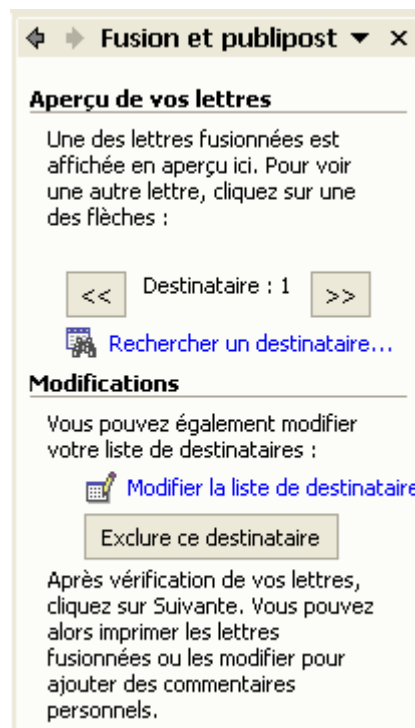 Fusion et publipost
Aperçu de vos lettres
Une des lettres fusionnées est
affichée en aperçu ici. Pour voir
une autre lettre, cliquez sur une
des flèches :
<< Destinataire : 1 >>
Rechercher un destinataire...
Modifications
Vous pouvez également modifier
votre liste de destinataires :
Modifier la liste de destinataire
Exclure ce destinataire
Après vérification de vos lettres,
cliquez sur Suivante. Vous pouvez
alors imprimer les lettres
fusionnées ou les modifier pour
ajouter des commentaires
personnels.